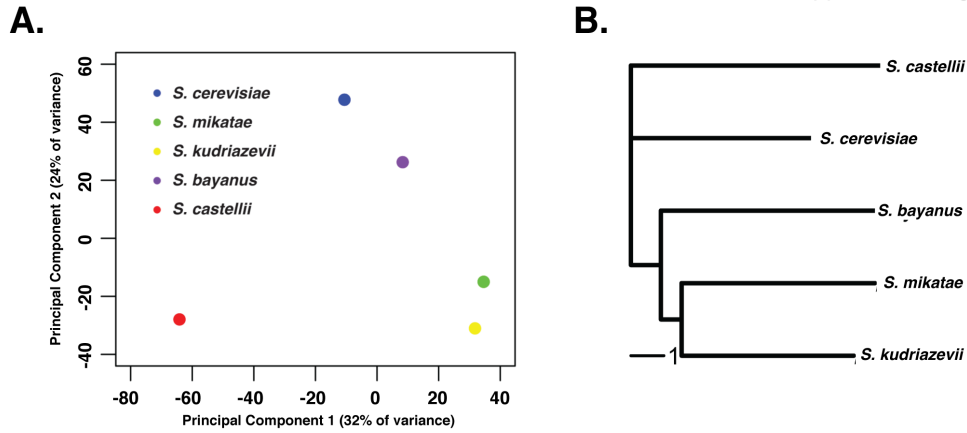 A.
60
40
20
0
-20
-40
Principal Component 2 (24% of variance)
S. cerevisiae
S. mikatae
S. kudriazevii
S. bayanus
S. castellii
-80 -60 -40 -20 0 20 40
Principal Component 1 (32% of variance)
B.
S. castellii
S. cerevisiae
S. bayanus
S. mikatae
S. kudriazevii
1